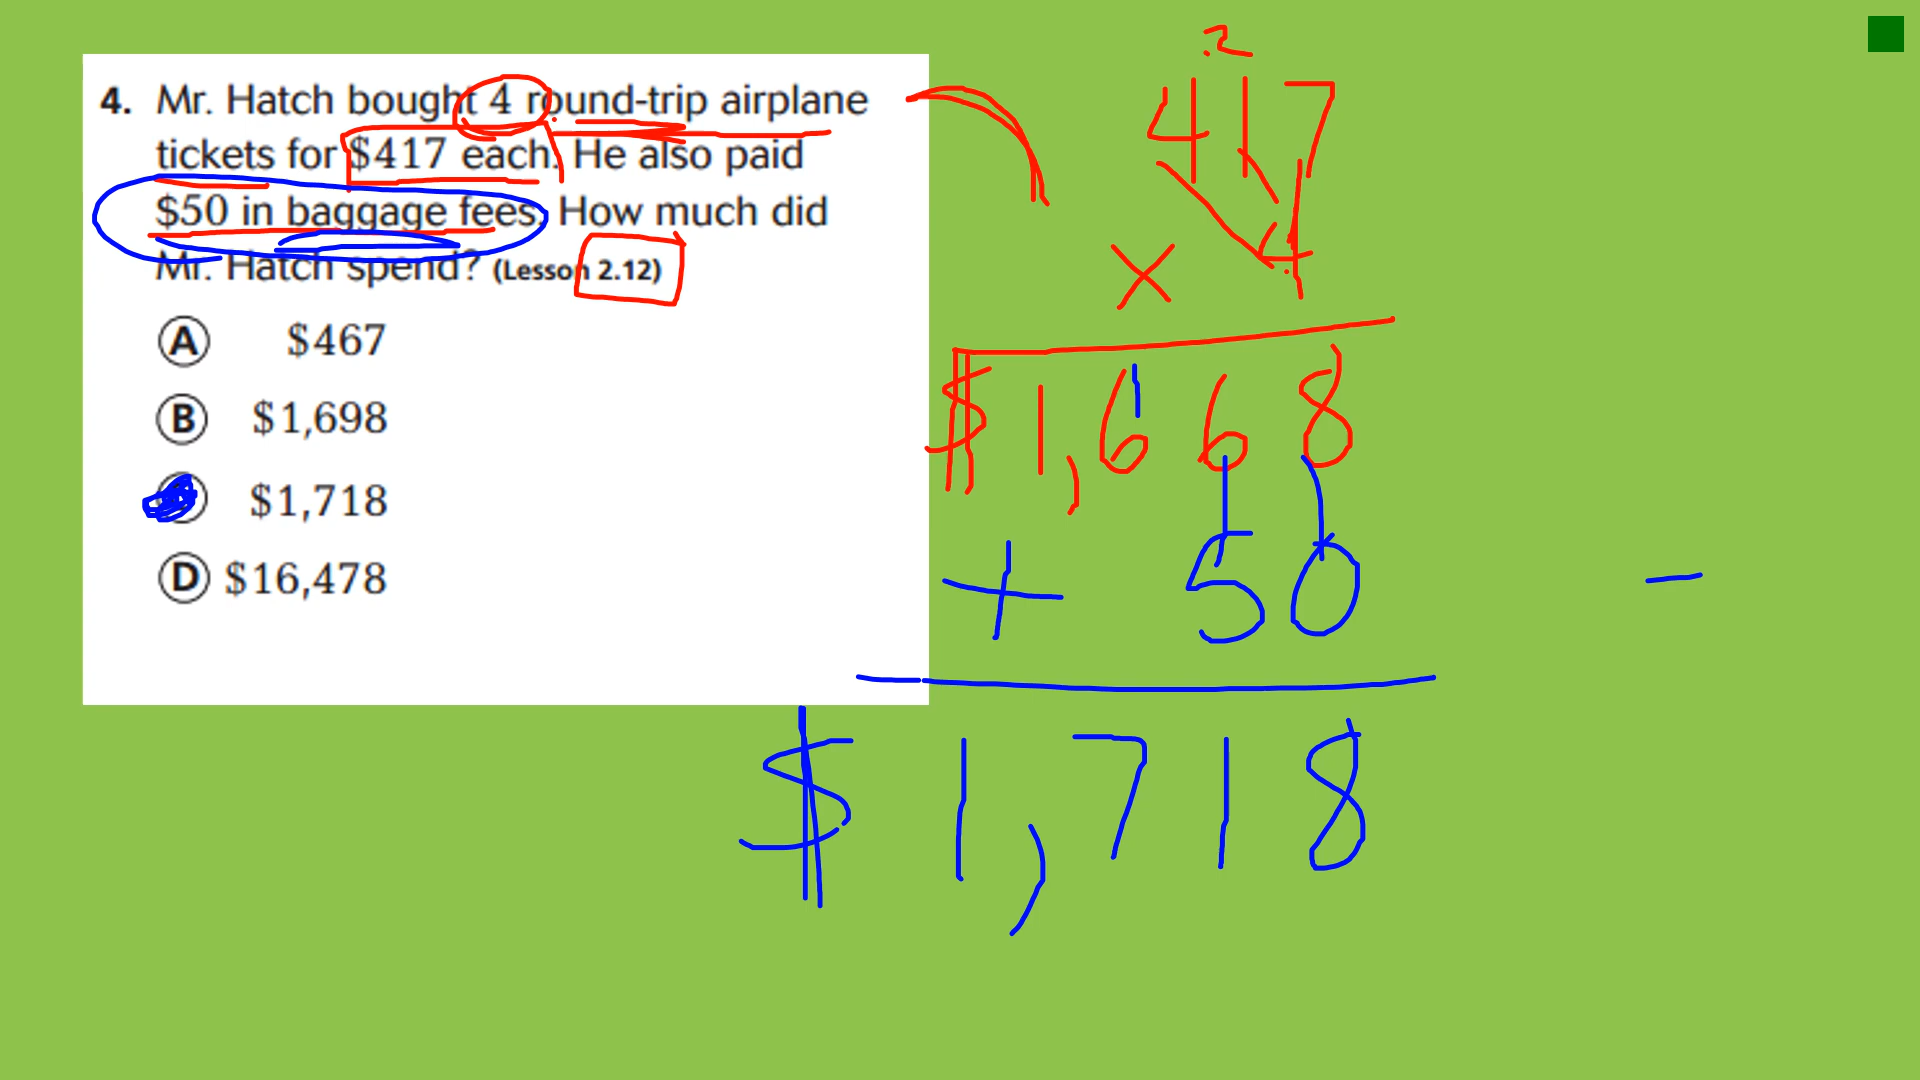 4. Mr. Hatch bought 4 round-trip airplane
tickets for $417 each. He also paid
$50 in baggage fees. How much did
Mr. Hatch spend? (Lesson 2.12)
A $467
B $1,698
$1,718
D $16,478
2
417
× 4
$1,668
1
+ 50
$1,718